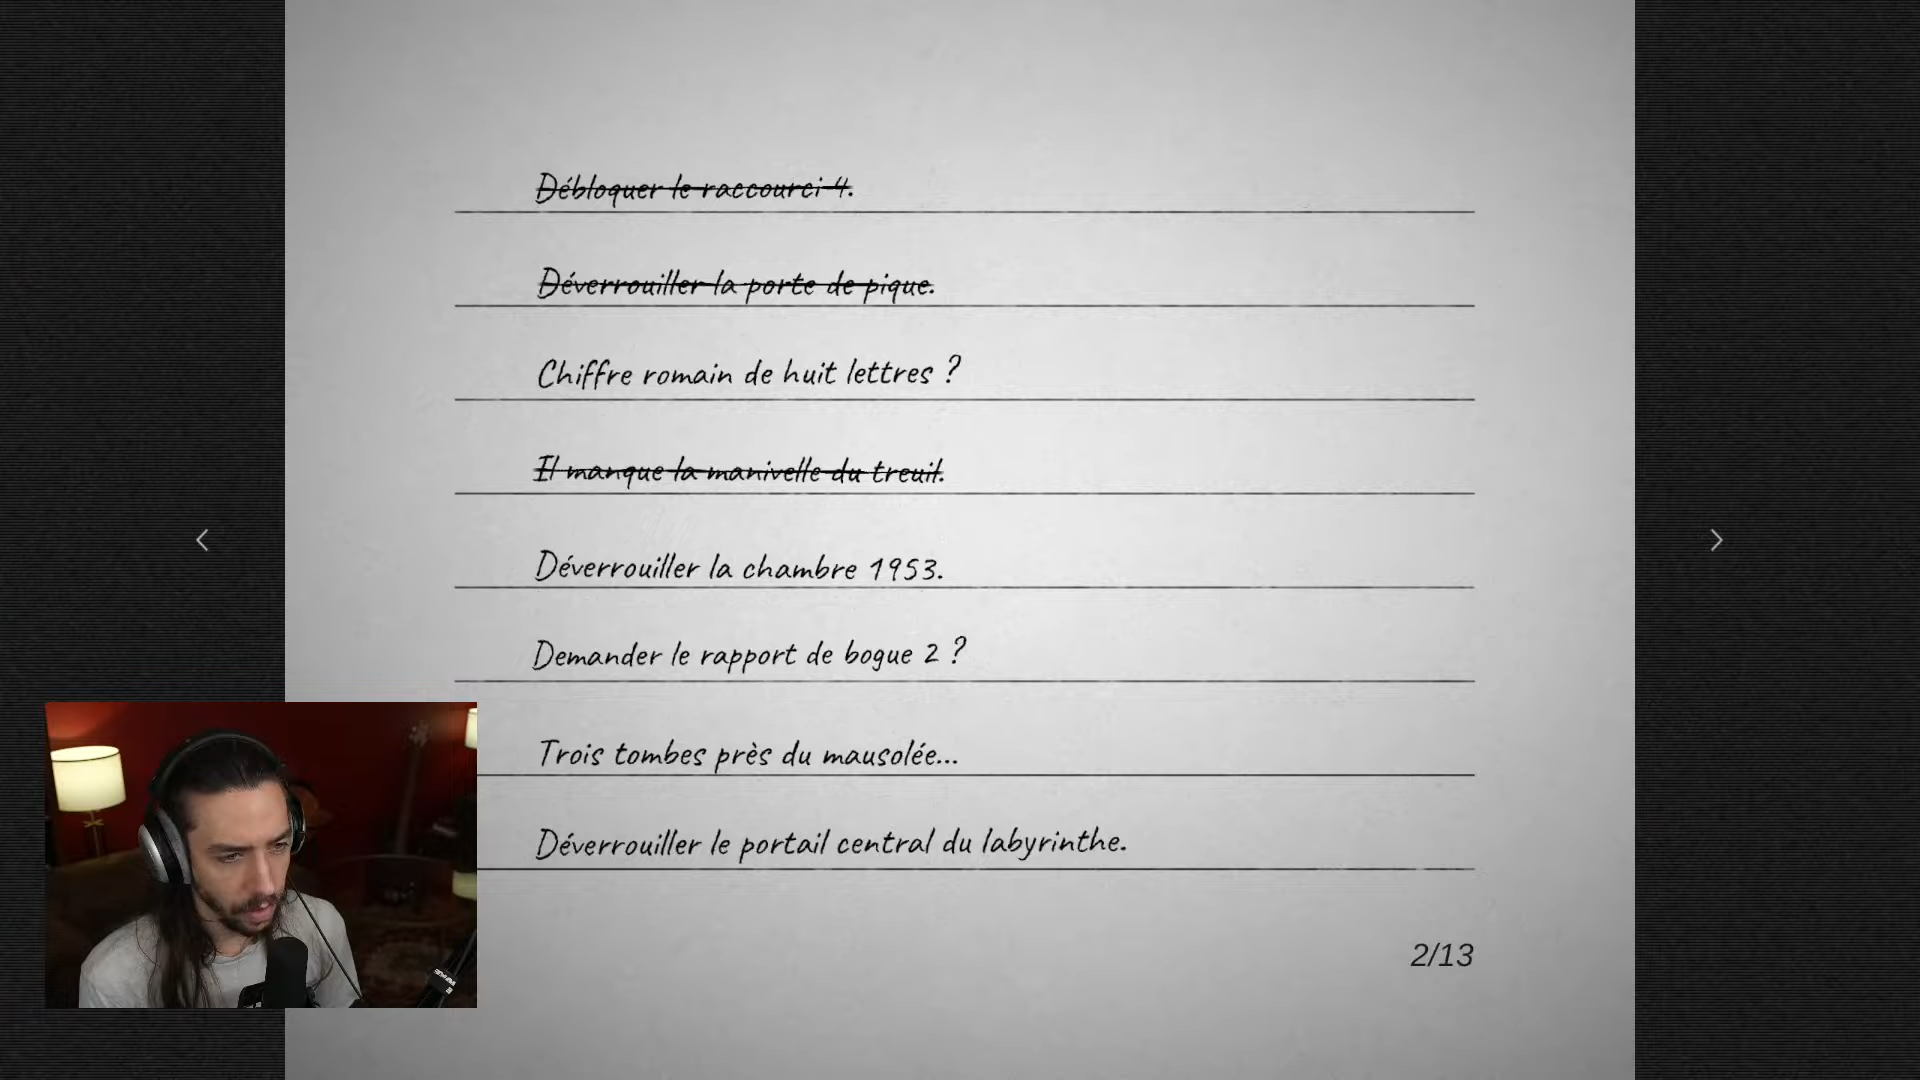 Débloquer le raccourci 4.
Déverrouiller la porte de pique.
Chiffre romain de huit lettres ?
Il manque la manivelle du treuil.
Déverrouiller la chambre 1953.
Demander le rapport de bogue 2 ?
Trois tombes près du mausolée...
Déverrouiller le portail central du labyrinthe.
2/13